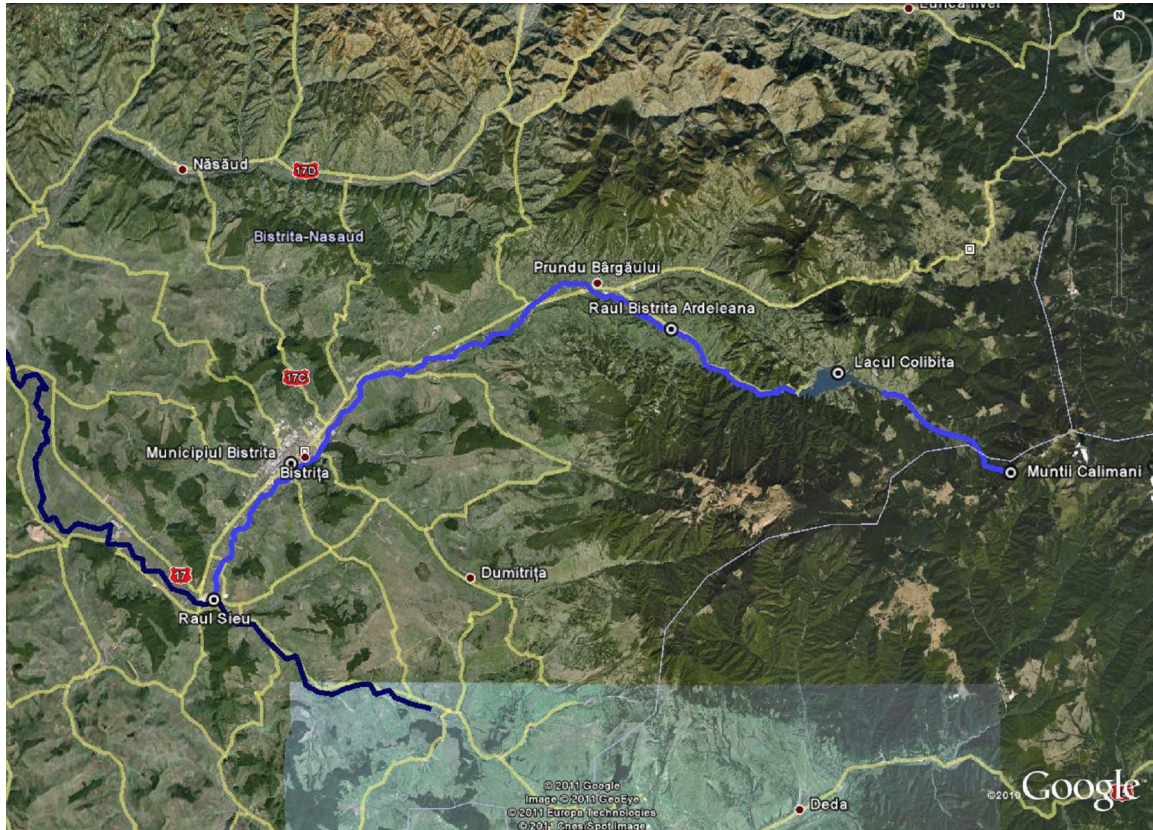 N
Năsăud
17D
Bistrita-Nasaud
Prundu Bârgăului
Raul Bistrita Ardeleana
Lacul Colibita
17C
Municipiul Bistrita
Bistrița
Muntii Calimani
17
Dumitrița
Raul Sieu
© 2011 Google
Image © 2011 GeoEye
© 2011 Europa Technologies
© 2011 Cnes/Spot Image
Deda
©2010 Google